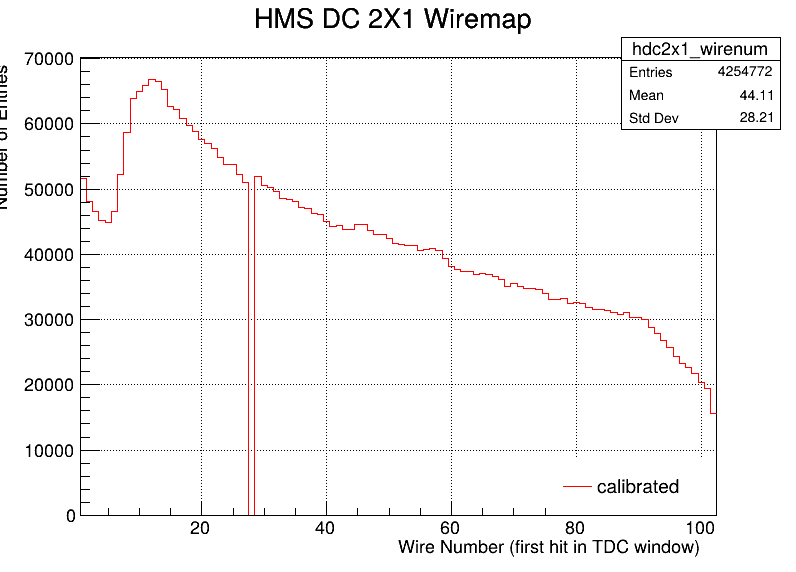 HMS DC 2X1 Wiremap
hdc2x1_wirenum
Entries 4254772
Mean 44.11
Std Dev 28.21
Number of Entries
70000
60000
50000
40000
30000
20000
10000
0
20 40 60 80 100
calibrated
Wire Number (first hit in TDC window)